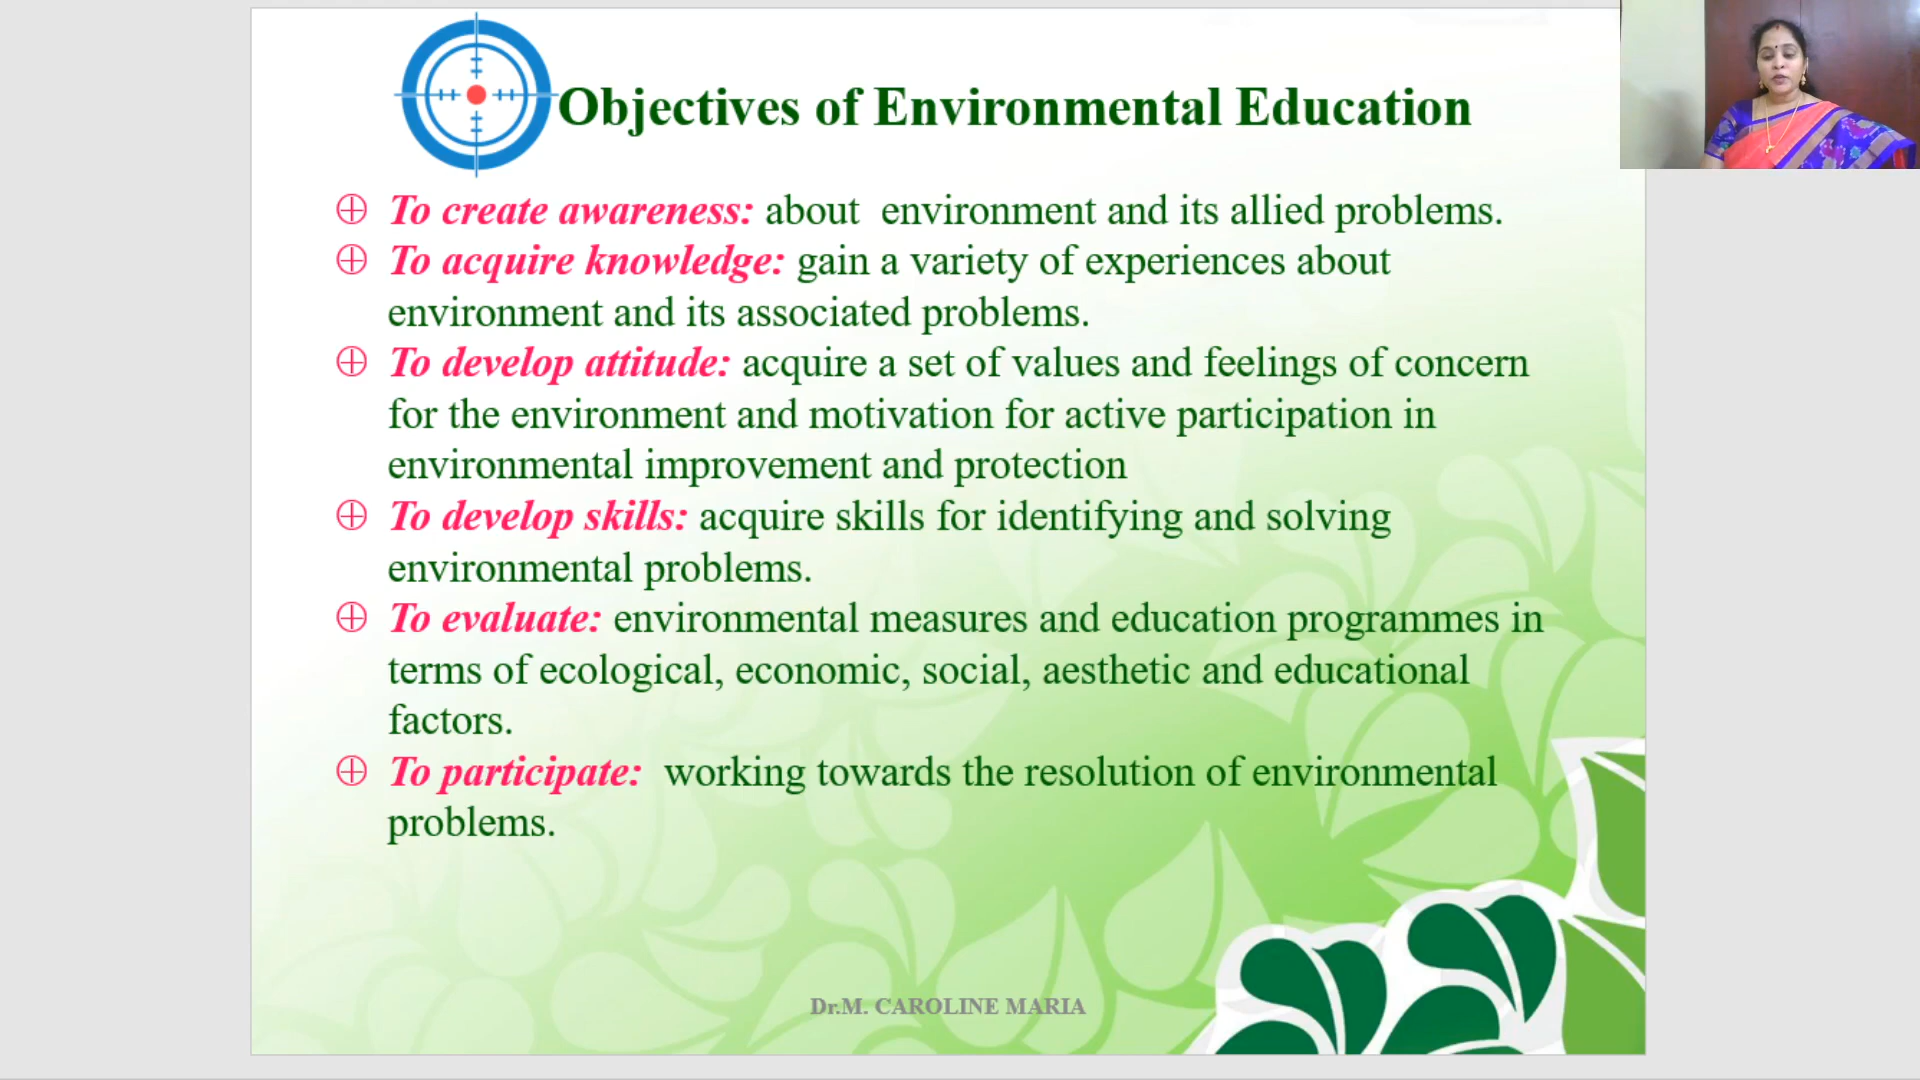 Objectives of Environmental Education
To create awareness: about environment and its allied problems.
To acquire knowledge: gain a variety of experiences about
environment and its associated problems.
To develop attitude: acquire a set of values and feelings of concern
for the environment and motivation for active participation in
environmental improvement and protection
To develop skills: acquire skills for identifying and solving
environmental problems.
To evaluate: environmental measures and education programmes in
terms of ecological, economic, social, aesthetic and educational
factors.
To participate: working towards the resolution of environmental
problems.
Dr.M. CAROLINE MARIA